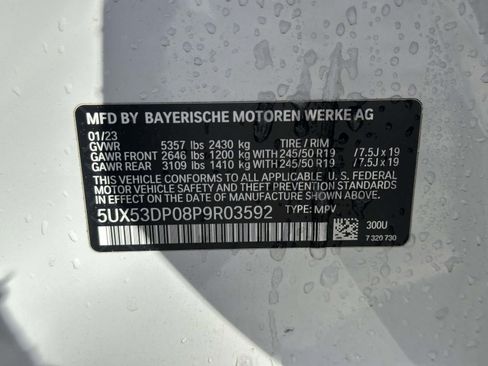 MFD BY BAYERISCHE MOTOREN WERKE AG
01/23
GVWR 5357 lbs 2430 kg TIRE / RIM
GAWR FRONT 2646 lbs 1200 KG WITH 245/50 R19 /7.5J x 19
GAWR REAR 3109 lbs 1410 kg WITH 245/50 R19 /7.5J x 19
THIS VEHICLE CONFORMS TO ALL APPLICABLE U. S. FEDERAL
MOTOR VEHICLE SAFETY STANDARDS IN EFFECT ON THE
DATE OF MANUFACTURE SHOWN ABOVE.
5UX53DP08P9R03592 TYPE: MPV
300U
7 320 730